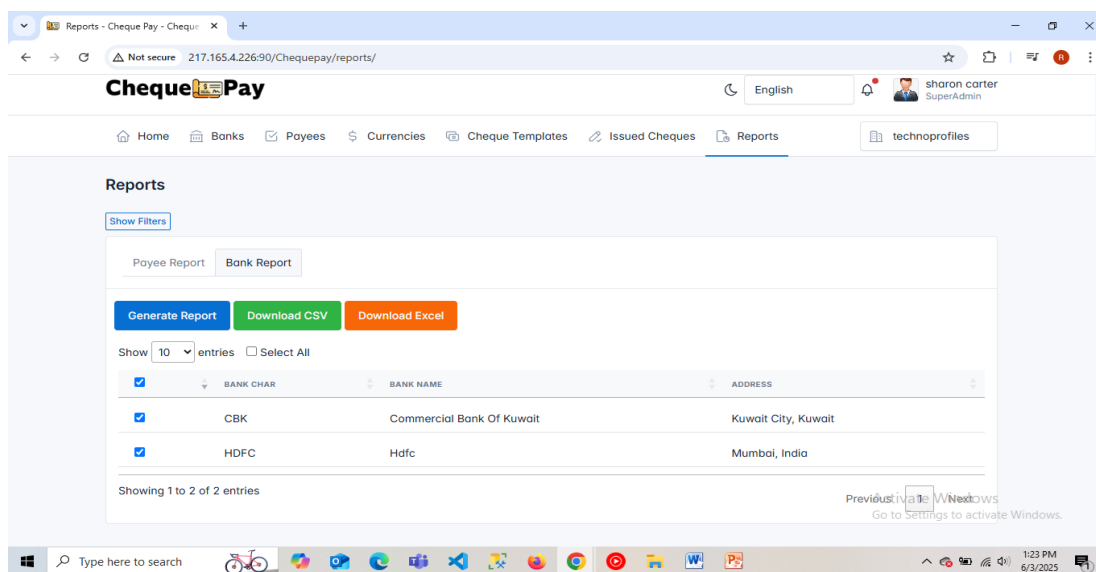 Reports - Cheque Pay - Cheque
Not secure 217.165.4.226:90/Chequepay/reports/
R
Cheque Pay
English
sharon carter
SuperAdmin
Home Banks Payees Currencies Cheque Templates Issued Cheques Reports technoprofiles
Reports
Show Filters
Payee Report Bank Report
Generate Report Download CSV Download Excel
Show 10 entries Select All
BANK CHAR BANK NAME ADDRESS
CBK Commercial Bank Of Kuwait Kuwait City, Kuwait
HDFC Hdfc Mumbai, India
Showing 1 to 2 of 2 entries
Previous 1 Next
Activate Windows
Go to Settings to activate Windows.
Type here to search
1:23 PM
6/3/2025